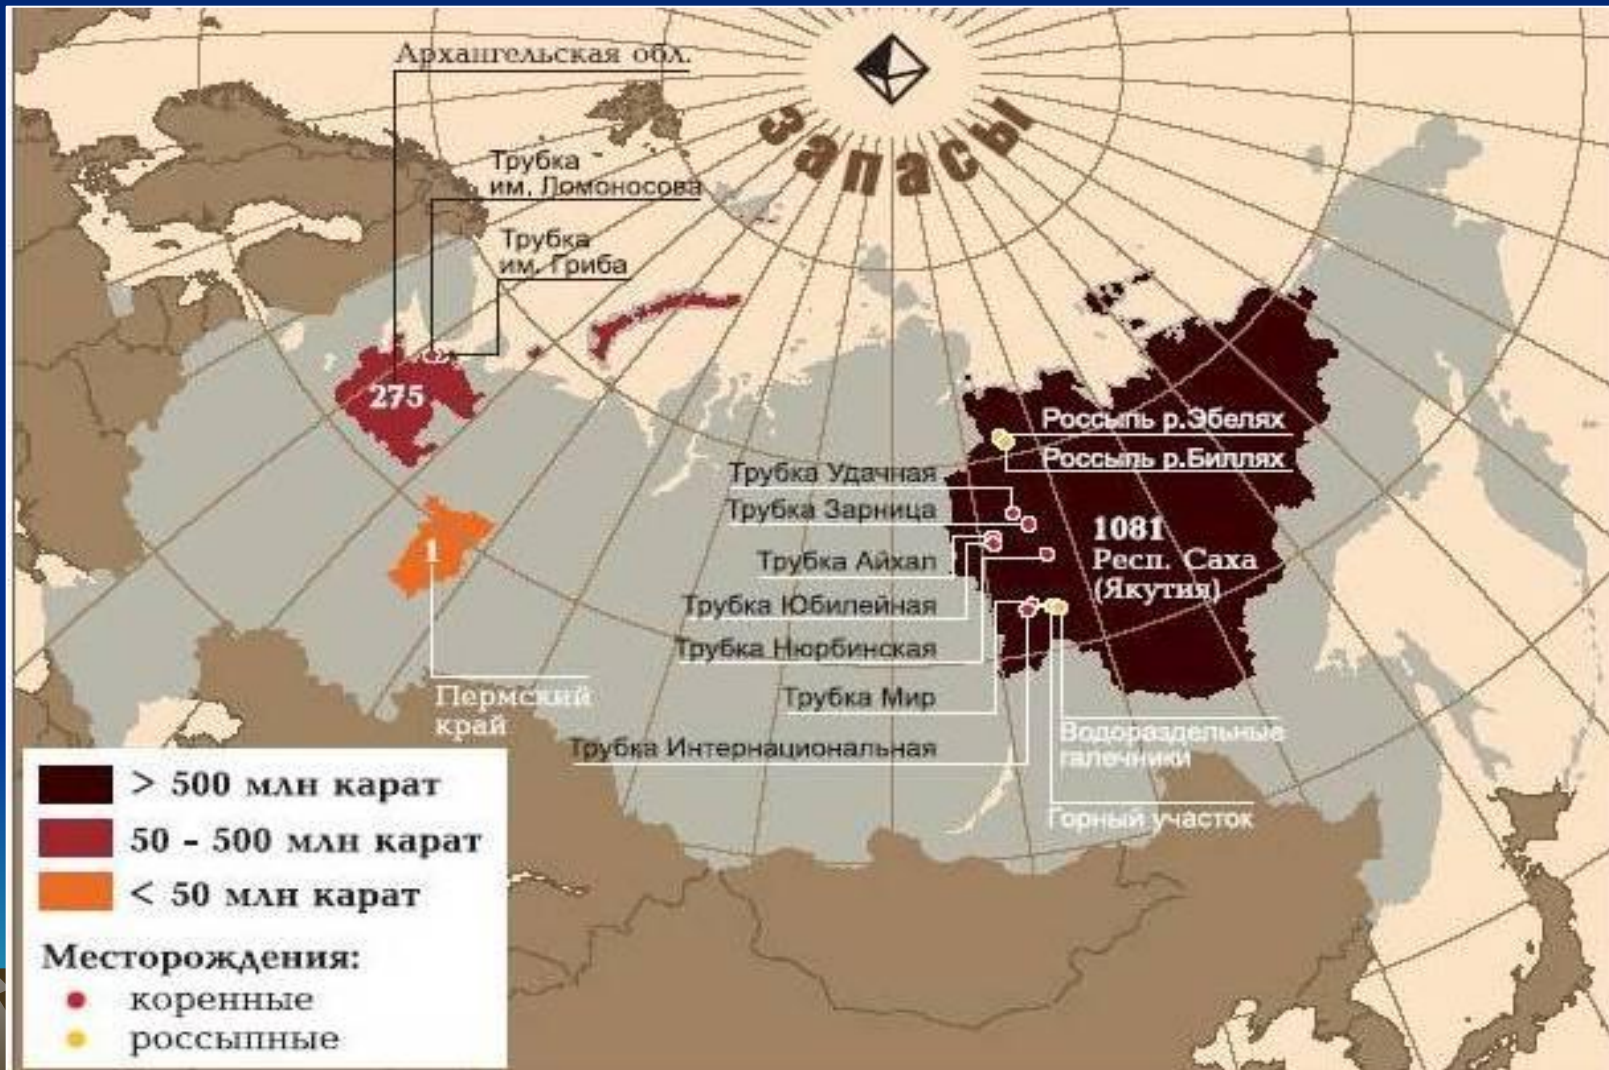 Архангельская обл.
ЗАПАСЫ
Трубка
им. Ломоносова
Трубка
им. Гриба
275
Россыпь р.Эбелях
Россыпь р.Биллях
Трубка Удачная
Трубка Зарница
1081
Респ. Саха
(Якутия)
1
Трубка Айхал
Трубка Юбилейная
Трубка Нюрбинская
Пермский
край
Трубка Мир
Трубка Интернациональная
Водораздельные
галечники
Горный участок
> 500 млн карат
50 - 500 млн карат
< 50 млн карат
Месторождения:
коренные
россыпные